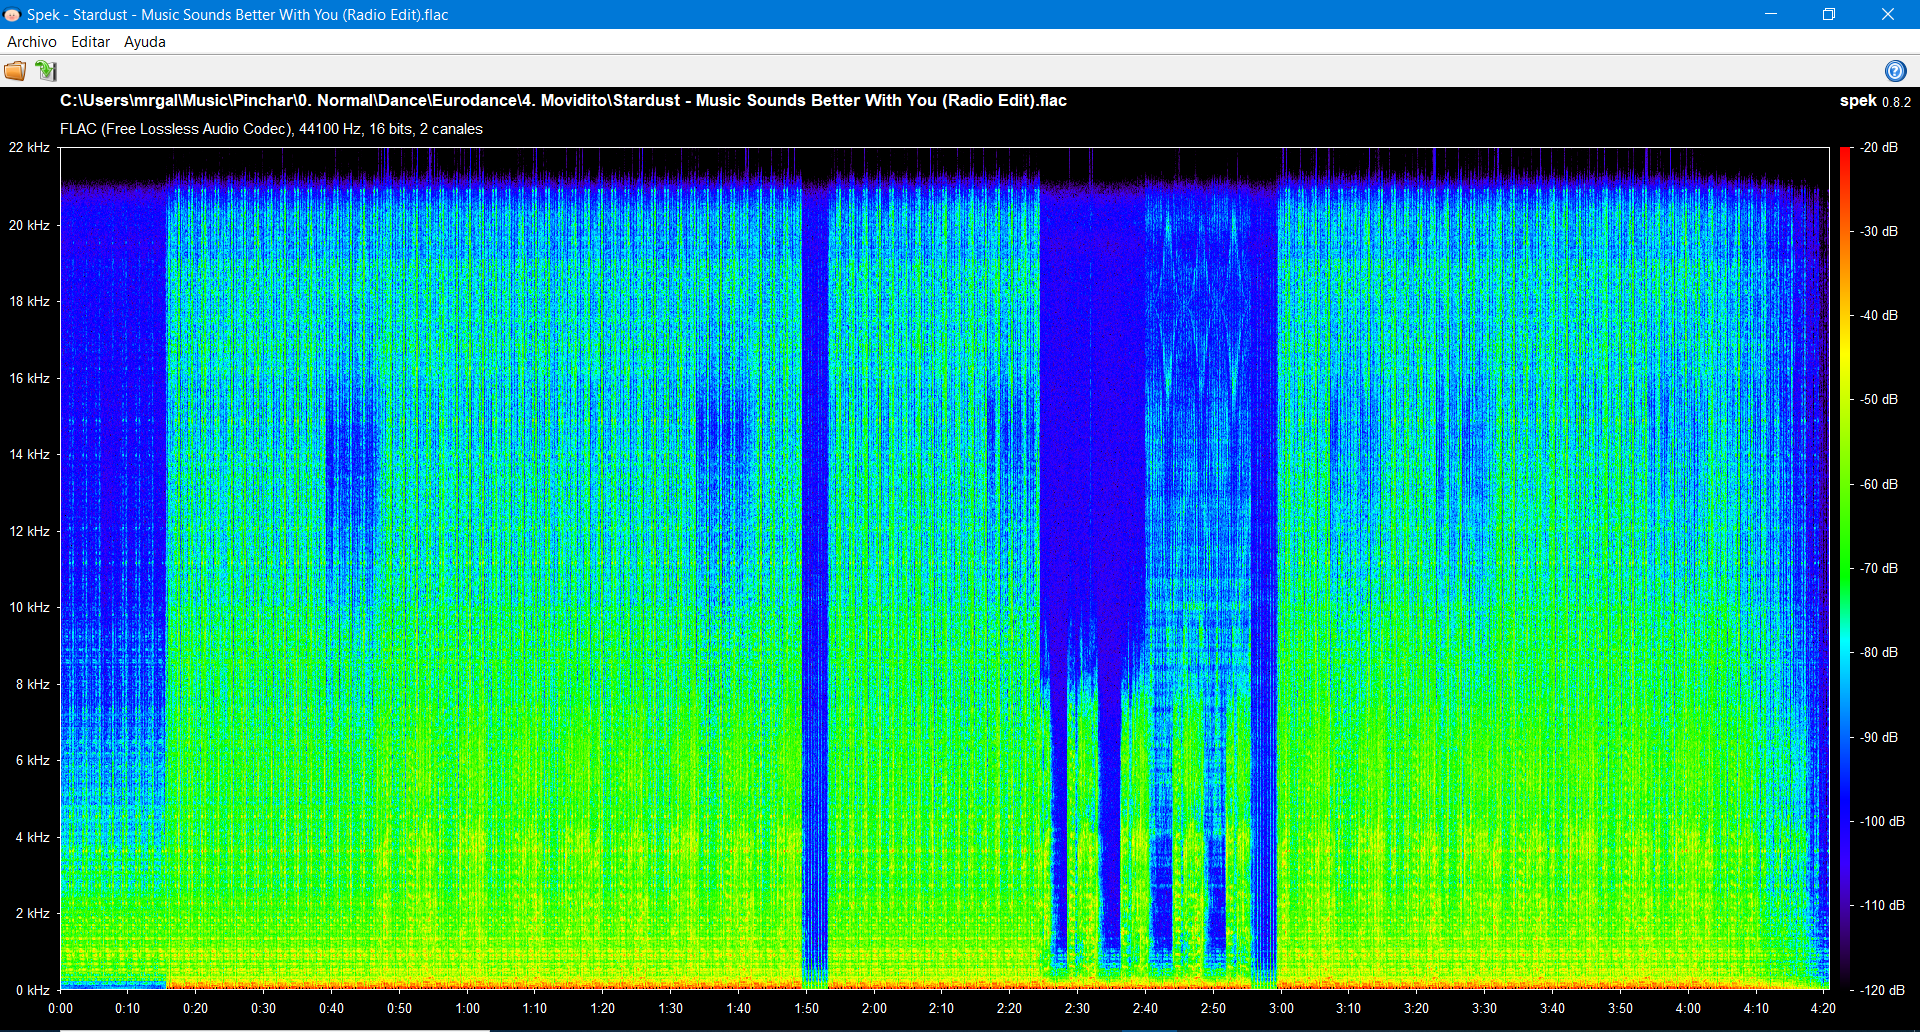 Spek - Stardust - Music Sounds Better With You (Radio Edit).flac
Archivo Editar Ayuda
C:\Users\mrgal\Music\Pinchar\0. Normal\Dance\Eurodance\4. Movidito\Stardust - Music Sounds Better With You (Radio Edit).flac
spek 0.8.2
FLAC (Free Lossless Audio Codec), 44100 Hz, 16 bits, 2 canales
22 kHz
20 kHz
18 kHz
16 kHz
14 kHz
12 kHz
10 kHz
8 kHz
6 kHz
4 kHz
2 kHz
0 kHz
-20 dB
-30 dB
-40 dB
-50 dB
-60 dB
-70 dB
-80 dB
-90 dB
-100 dB
-110 dB
-120 dB
0:00 0:10 0:20 0:30 0:40 0:50 1:00 1:10 1:20 1:30 1:40 1:50 2:00 2:10 2:20 2:30 2:40 2:50 3:00 3:10 3:20 3:30 3:40 3:50 4:00 4:10 4:20